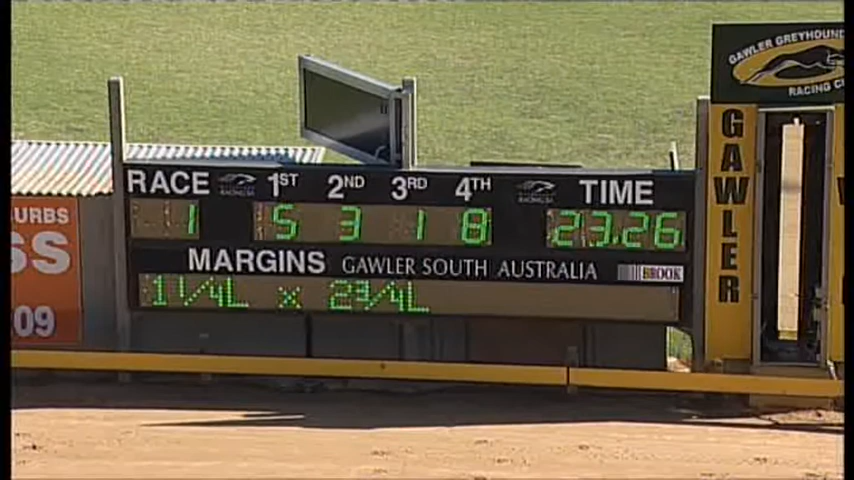 GAWLER GREYHOUND
RACING C
GAWLER
RACE 1ST 2ND 3RD 4TH TIME
1 5 3 1 8 23.26
MARGINS GAWLER SOUTH AUSTRALIA BROOK
1 1/4L x 2 3/4L
URBS
SS
09